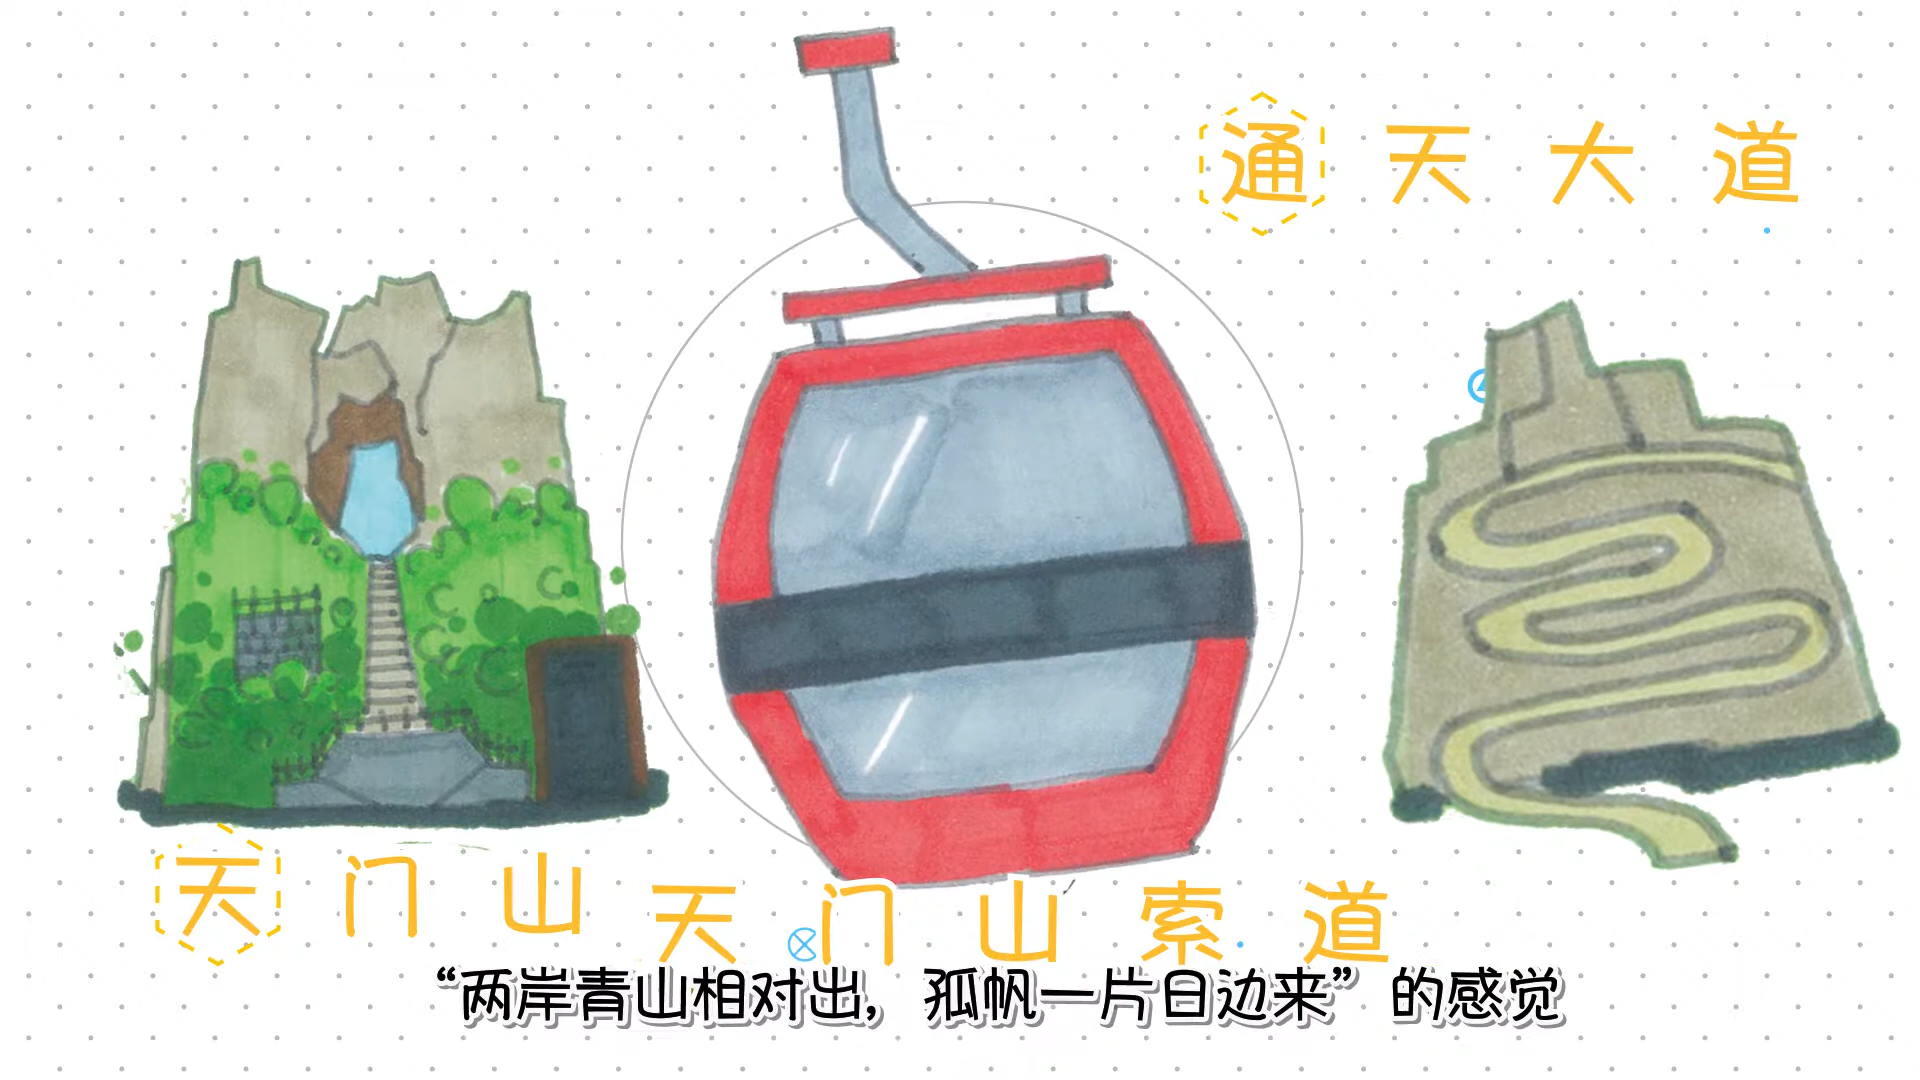 通天大道
天门山
天门山索道
“两岸青山相对出，孤帆一片日边来”的感觉